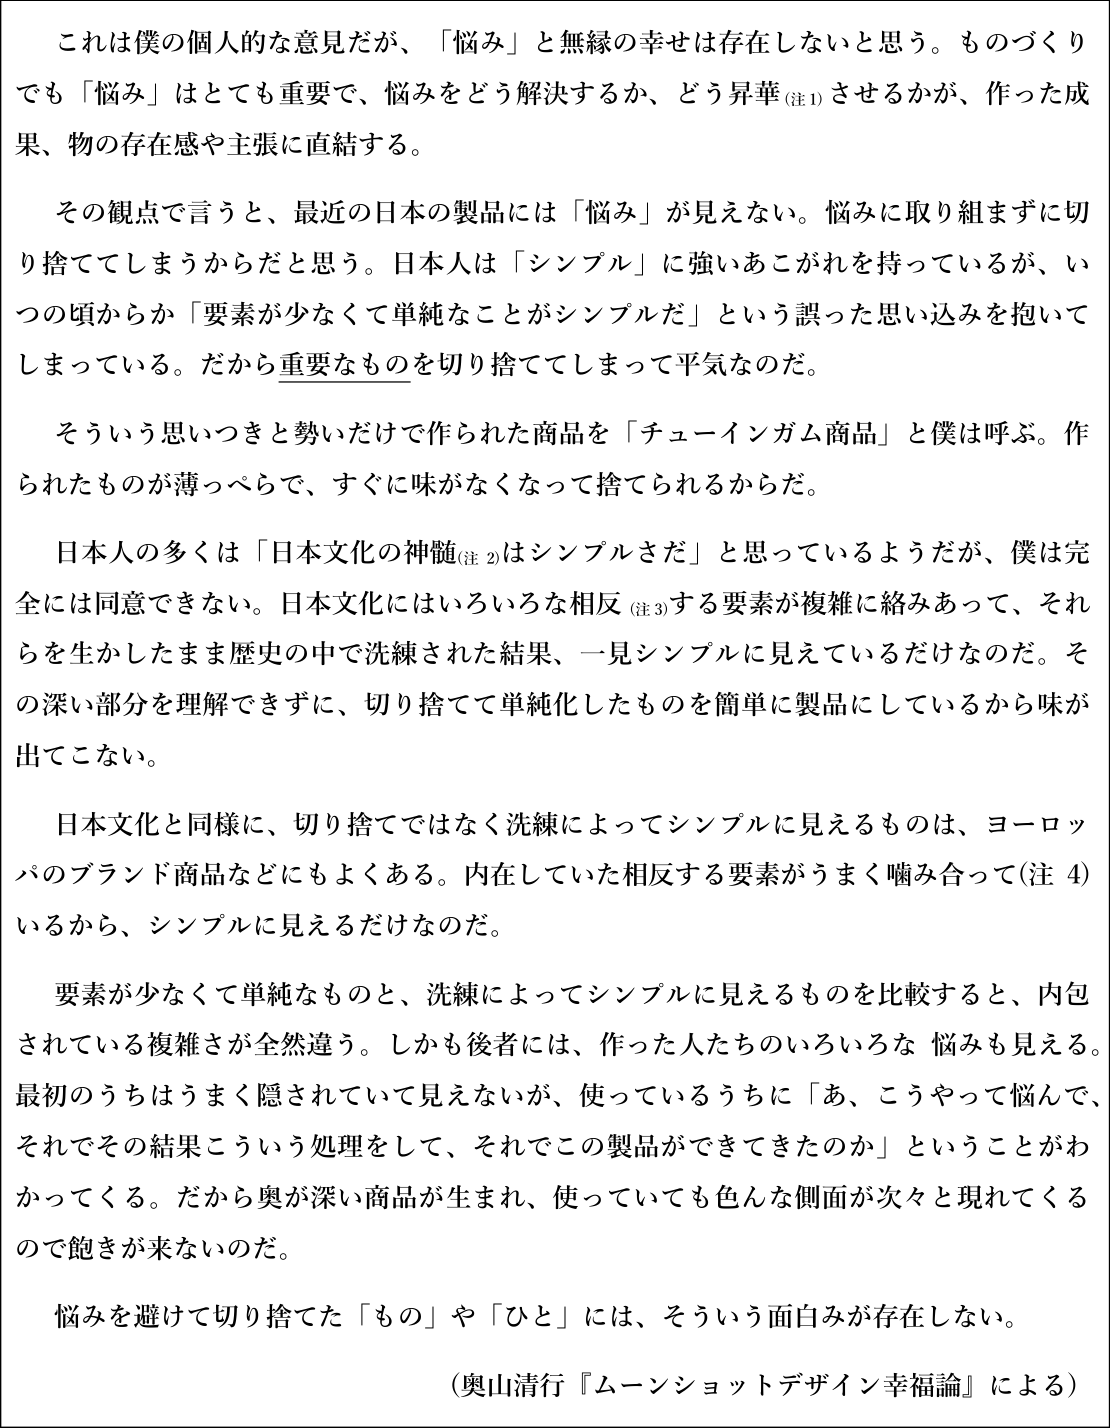 これは僕の個人的な意見だが、「悩み」と無縁の幸せは存在しないと思う。ものづくり
でも「悩み」はとても重要で、悩みをどう解決するか、どう昇華(注1)させるかが、作った成
果、物の存在感や主張に直結する。
その観点で言うと、最近の日本の製品には「悩み」が見えない。悩みに取り組まずに切
り捨ててしまうからだと思う。日本人は「シンプル」に強いあこがれを持っているが、い
つの頃からか「要素が少なくて単純なことがシンプルだ」という誤った思い込みを抱いて
しまっている。だから重要なものを切り捨ててしまって平気なのだ。
そういう思いつきと勢いだけで作られた商品を「チューインガム商品」と僕は呼ぶ。作
られたものが薄っぺらで、すぐに味がなくなって捨てられるからだ。
日本人の多くは「日本文化の神髄(注 2)はシンプルさだ」と思っているようだが、僕は完
全には同意できない。日本文化にはいろいろな相反 (注3)する要素が複雑に絡みあって、それ
らを生かしたまま歴史の中で洗練された結果、一見シンプルに見えているだけなのだ。そ
の深い部分を理解できずに、切り捨てて単純化したものを簡単に製品にしているから味が
出てこない。
日本文化と同様に、切り捨てではなく洗練によってシンプルに見えるものは、ヨーロッ
パのブランド商品などにもよくある。内在していた相反する要素がうまく噛み合って(注 4)
いるから、シンプルに見えるだけなのだ。
要素が少なくて単純なものと、洗練によってシンプルに見えるものを比較すると、内包
されている複雑さが全然違う。しかも後者には、作った人たちのいろいろな 悩みも見える。
最初のうちはうまく隠されていて見えないが、使っているうちに「あ、こうやって悩んで、
それでその結果こういう処理をして、それでこの製品ができてきたのか」ということがわ
かってくる。だから奥が深い商品が生まれ、使っていても色んな側面が次々と現れてくる
ので飽きが来ないのだ。
悩みを避けて切り捨てた「もの」や「ひと」には、そういう面白みが存在しない。
（奥山清行『ムーンショットデザイン幸福論』による）